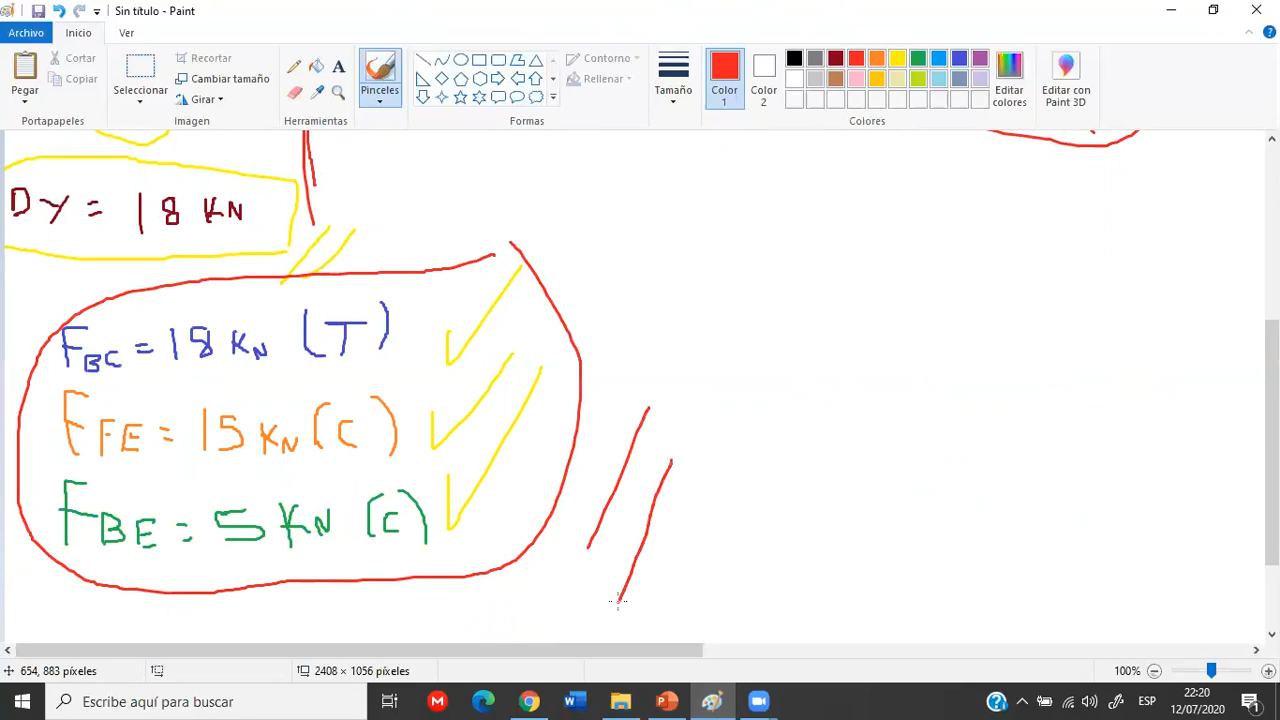 Sin título - Paint
Archivo Inicio Ver
Pegar
Cortar
Copiar
Portapapeles
Seleccionar
Recortar
Cambiar tamaño
Girar
Imagen
A
Herramientas
Pinceles
Contorno
Rellenar
Formas
Tamaño
Color 1
Color 2
Editar colores
Colores
Editar con Paint 3D
DY = 18 KN
FBC = 18 KN (T)
FFE = 15 KN (C)
FBE = 5 KN (C)
654, 883 píxeles
2408 × 1056 píxeles
100%
Escribe aquí para buscar
ESP
22:20
12/07/2020